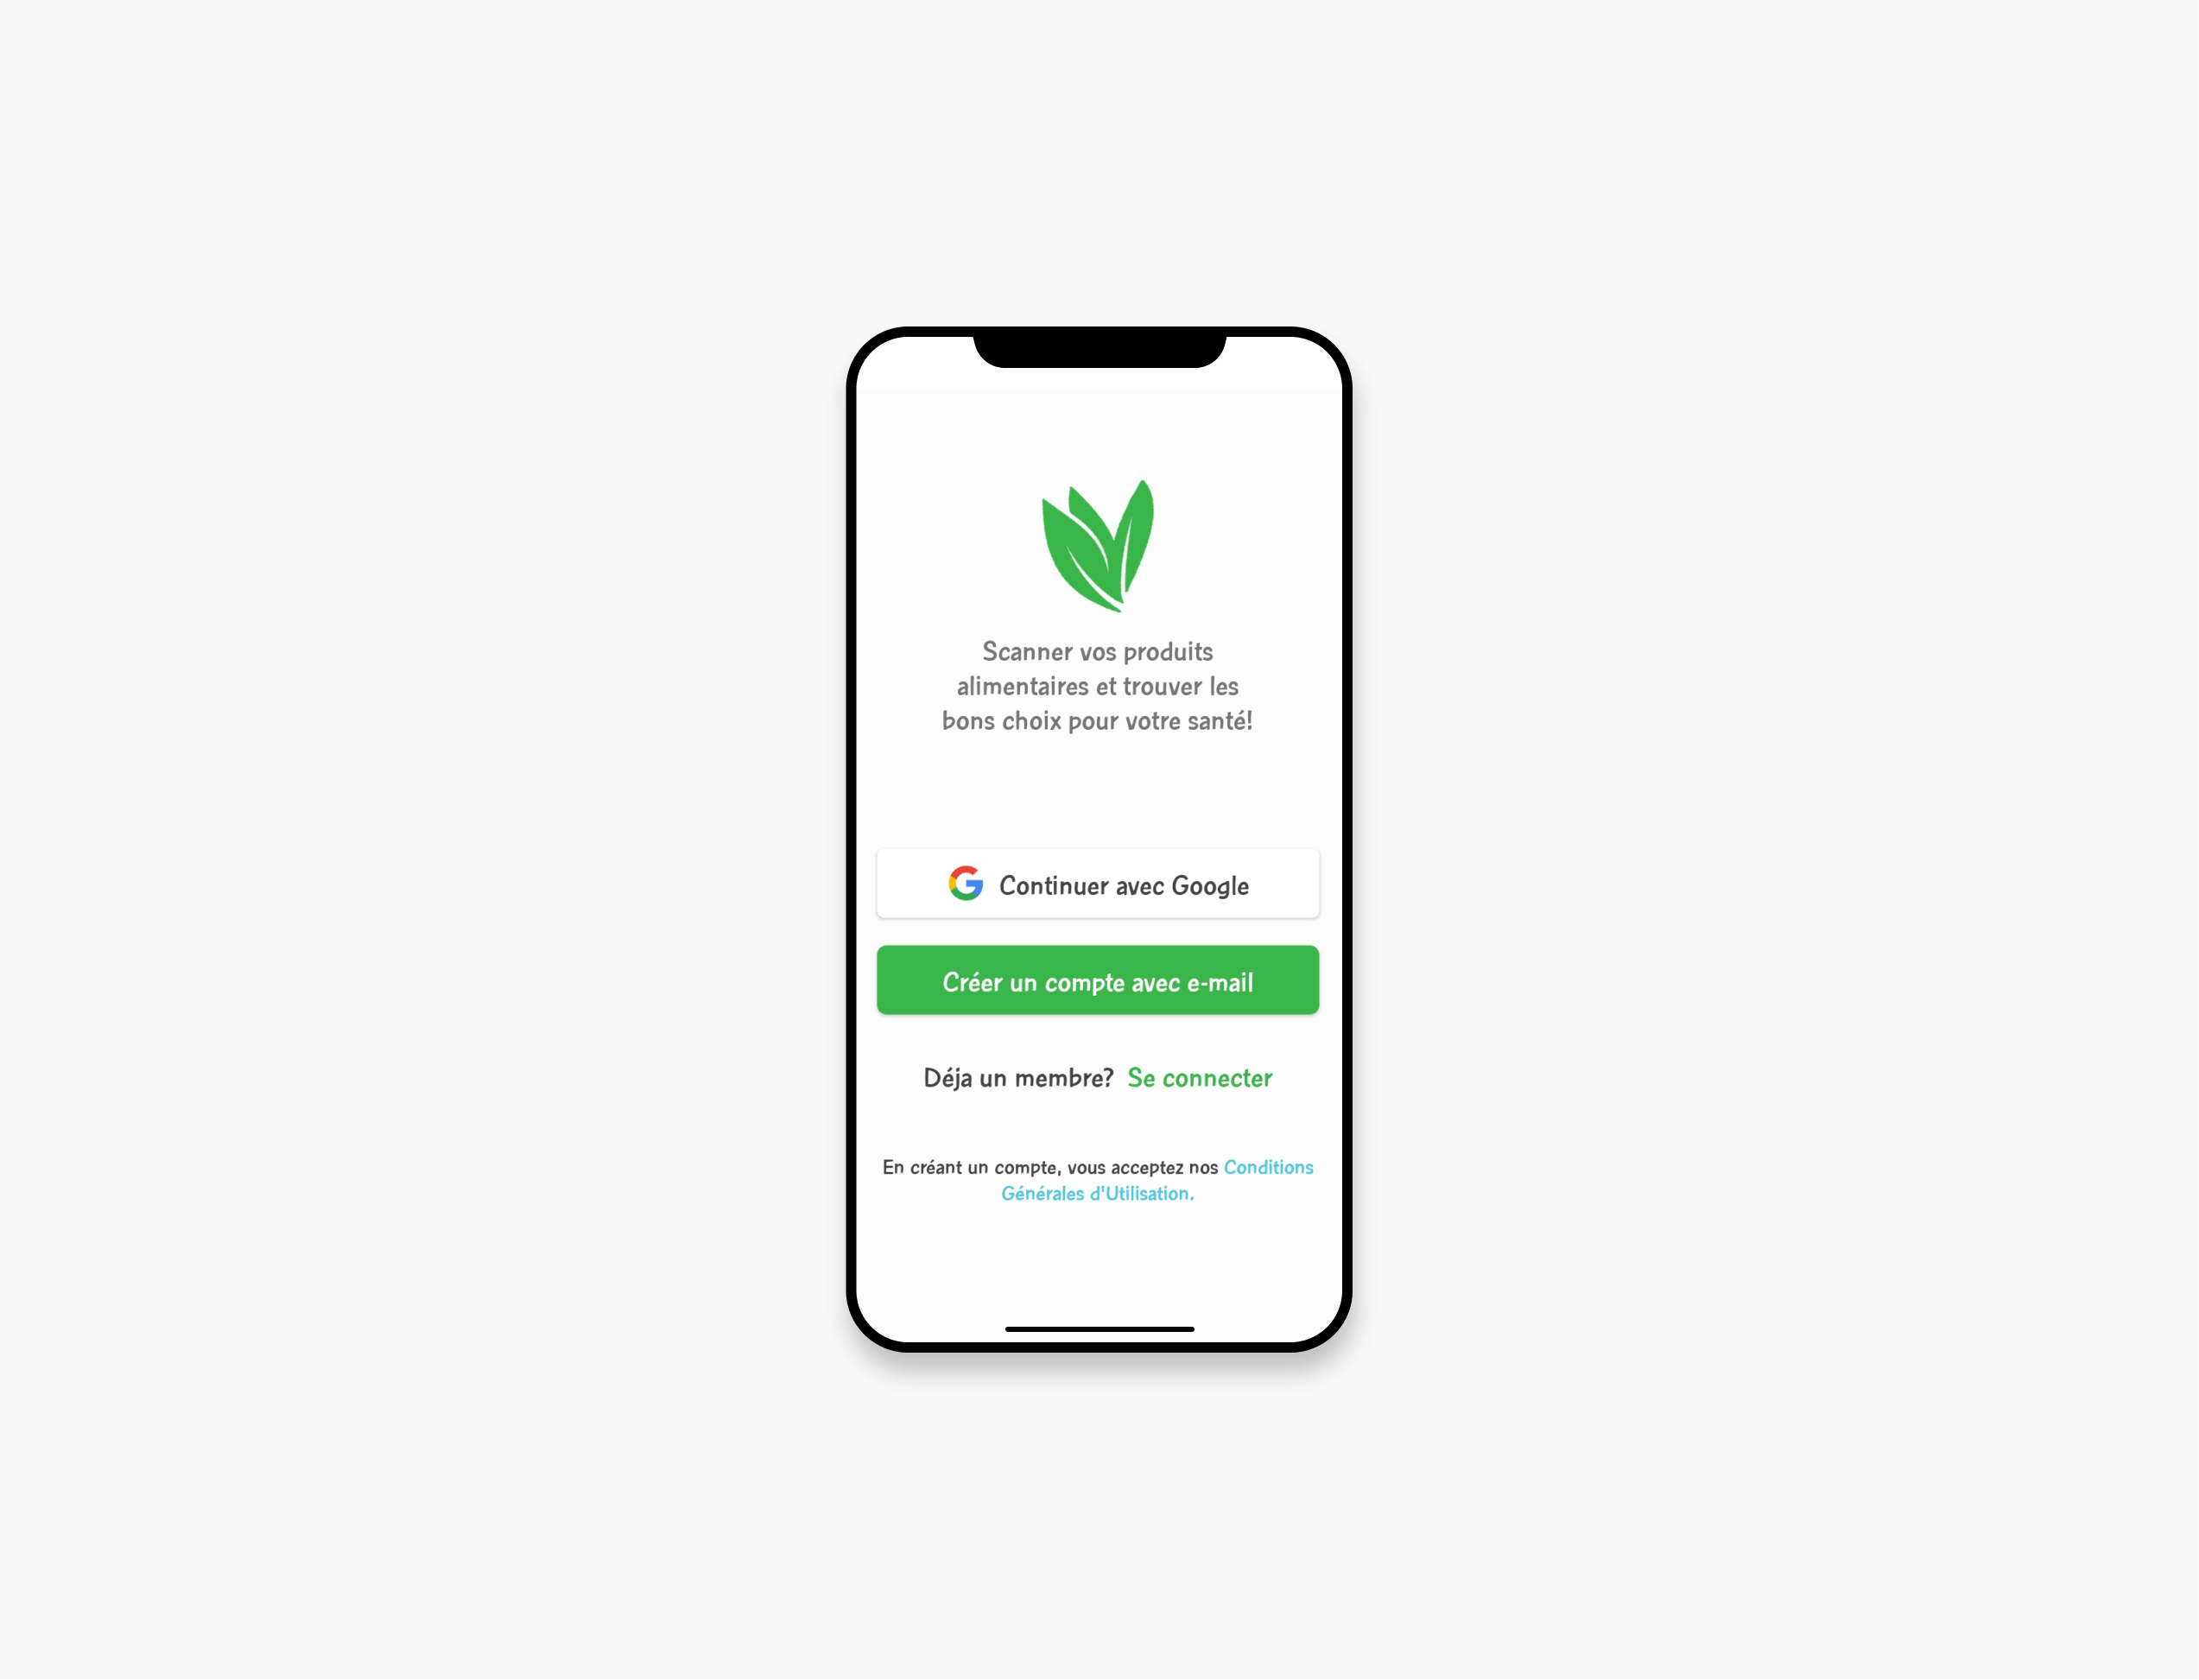 Scanner vos produits
alimentaires et trouver les
bons choix pour votre santé!
Continuer avec Google
Créer un compte avec e-mail
Déja un membre? Se connecter
En créant un compte, vous acceptez nos Conditions
Générales d'Utilisation.